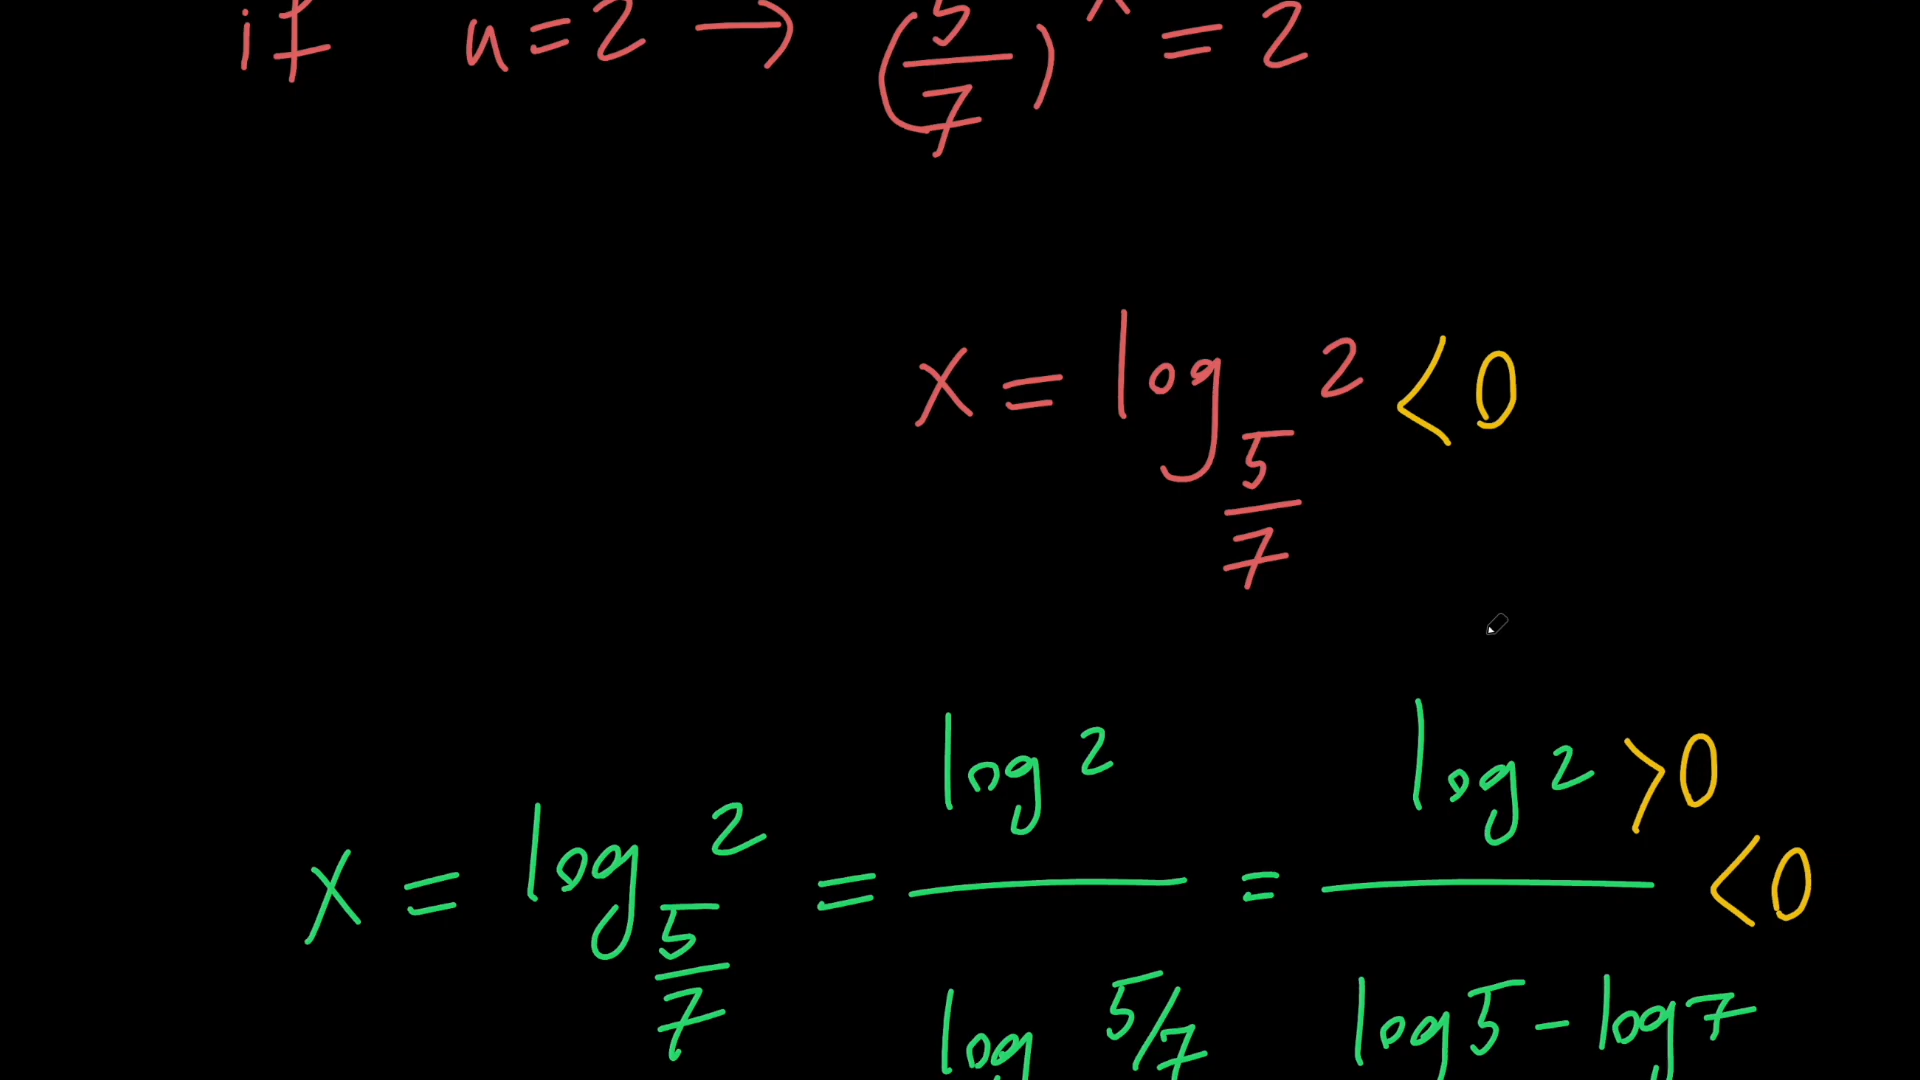 if u=2 → (5/7)^x = 2
x = log_{5/7} 2 < 0
x = log_{5/7} 2 = log 2 / log 5/7 = log 2 > 0 / log 5 - log 7 < 0